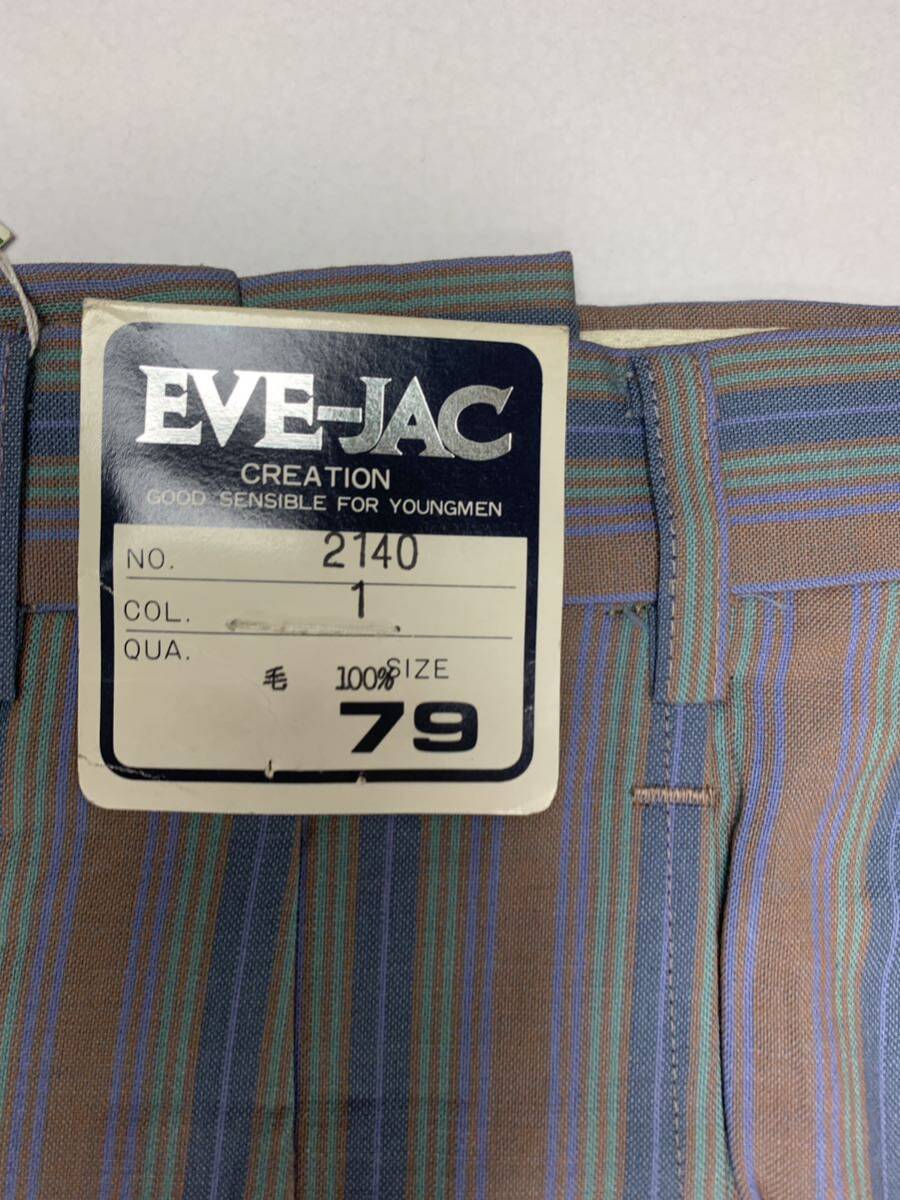 EVE-JAC
CREATION
GOOD SENSIBLE FOR YOUNGMEN
NO. 2140
COL. 1
QUA.
毛 100% SIZE
79